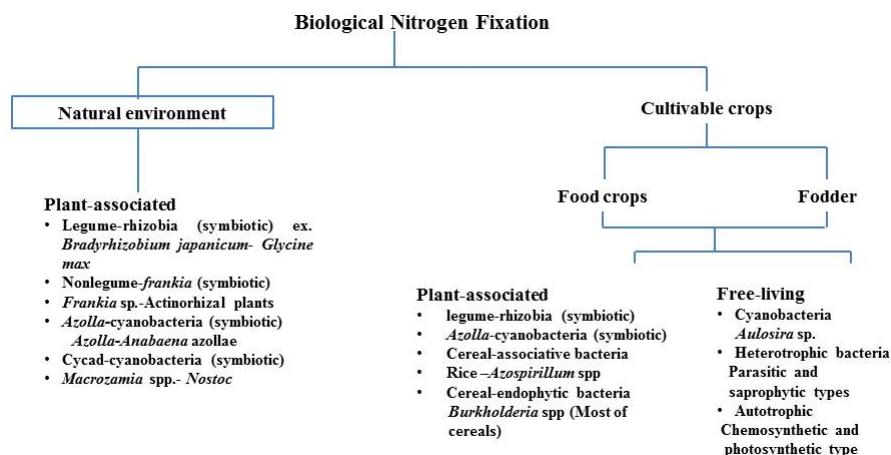 Biological Nitrogen Fixation
Natural environment
Cultivable crops
Food crops
Fodder
Plant-associated
• Legume-rhizobia (symbiotic) ex.
Bradyrhizobium japanicum- Glycine
max
• Nonlegume-frankia (symbiotic)
• Frankia sp.-Actinorhizal plants
• Azolla-cyanobacteria (symbiotic)
Azolla-Anabaena azollae
• Cycad-cyanobacteria (symbiotic)
• Macrozamia spp.- Nostoc
Plant-associated
• legume-rhizobia (symbiotic)
• Azolla-cyanobacteria (symbiotic)
• Cereal-associative bacteria
• Rice –Azospirillum spp
• Cereal-endophytic bacteria
Burkholderia spp (Most of
cereals)
Free-living
• Cyanobacteria
Aulosira sp.
• Heterotrophic bacteria
Parasitic and
saprophytic types
• Autotrophic
Chemosynthetic and
photosynthetic type